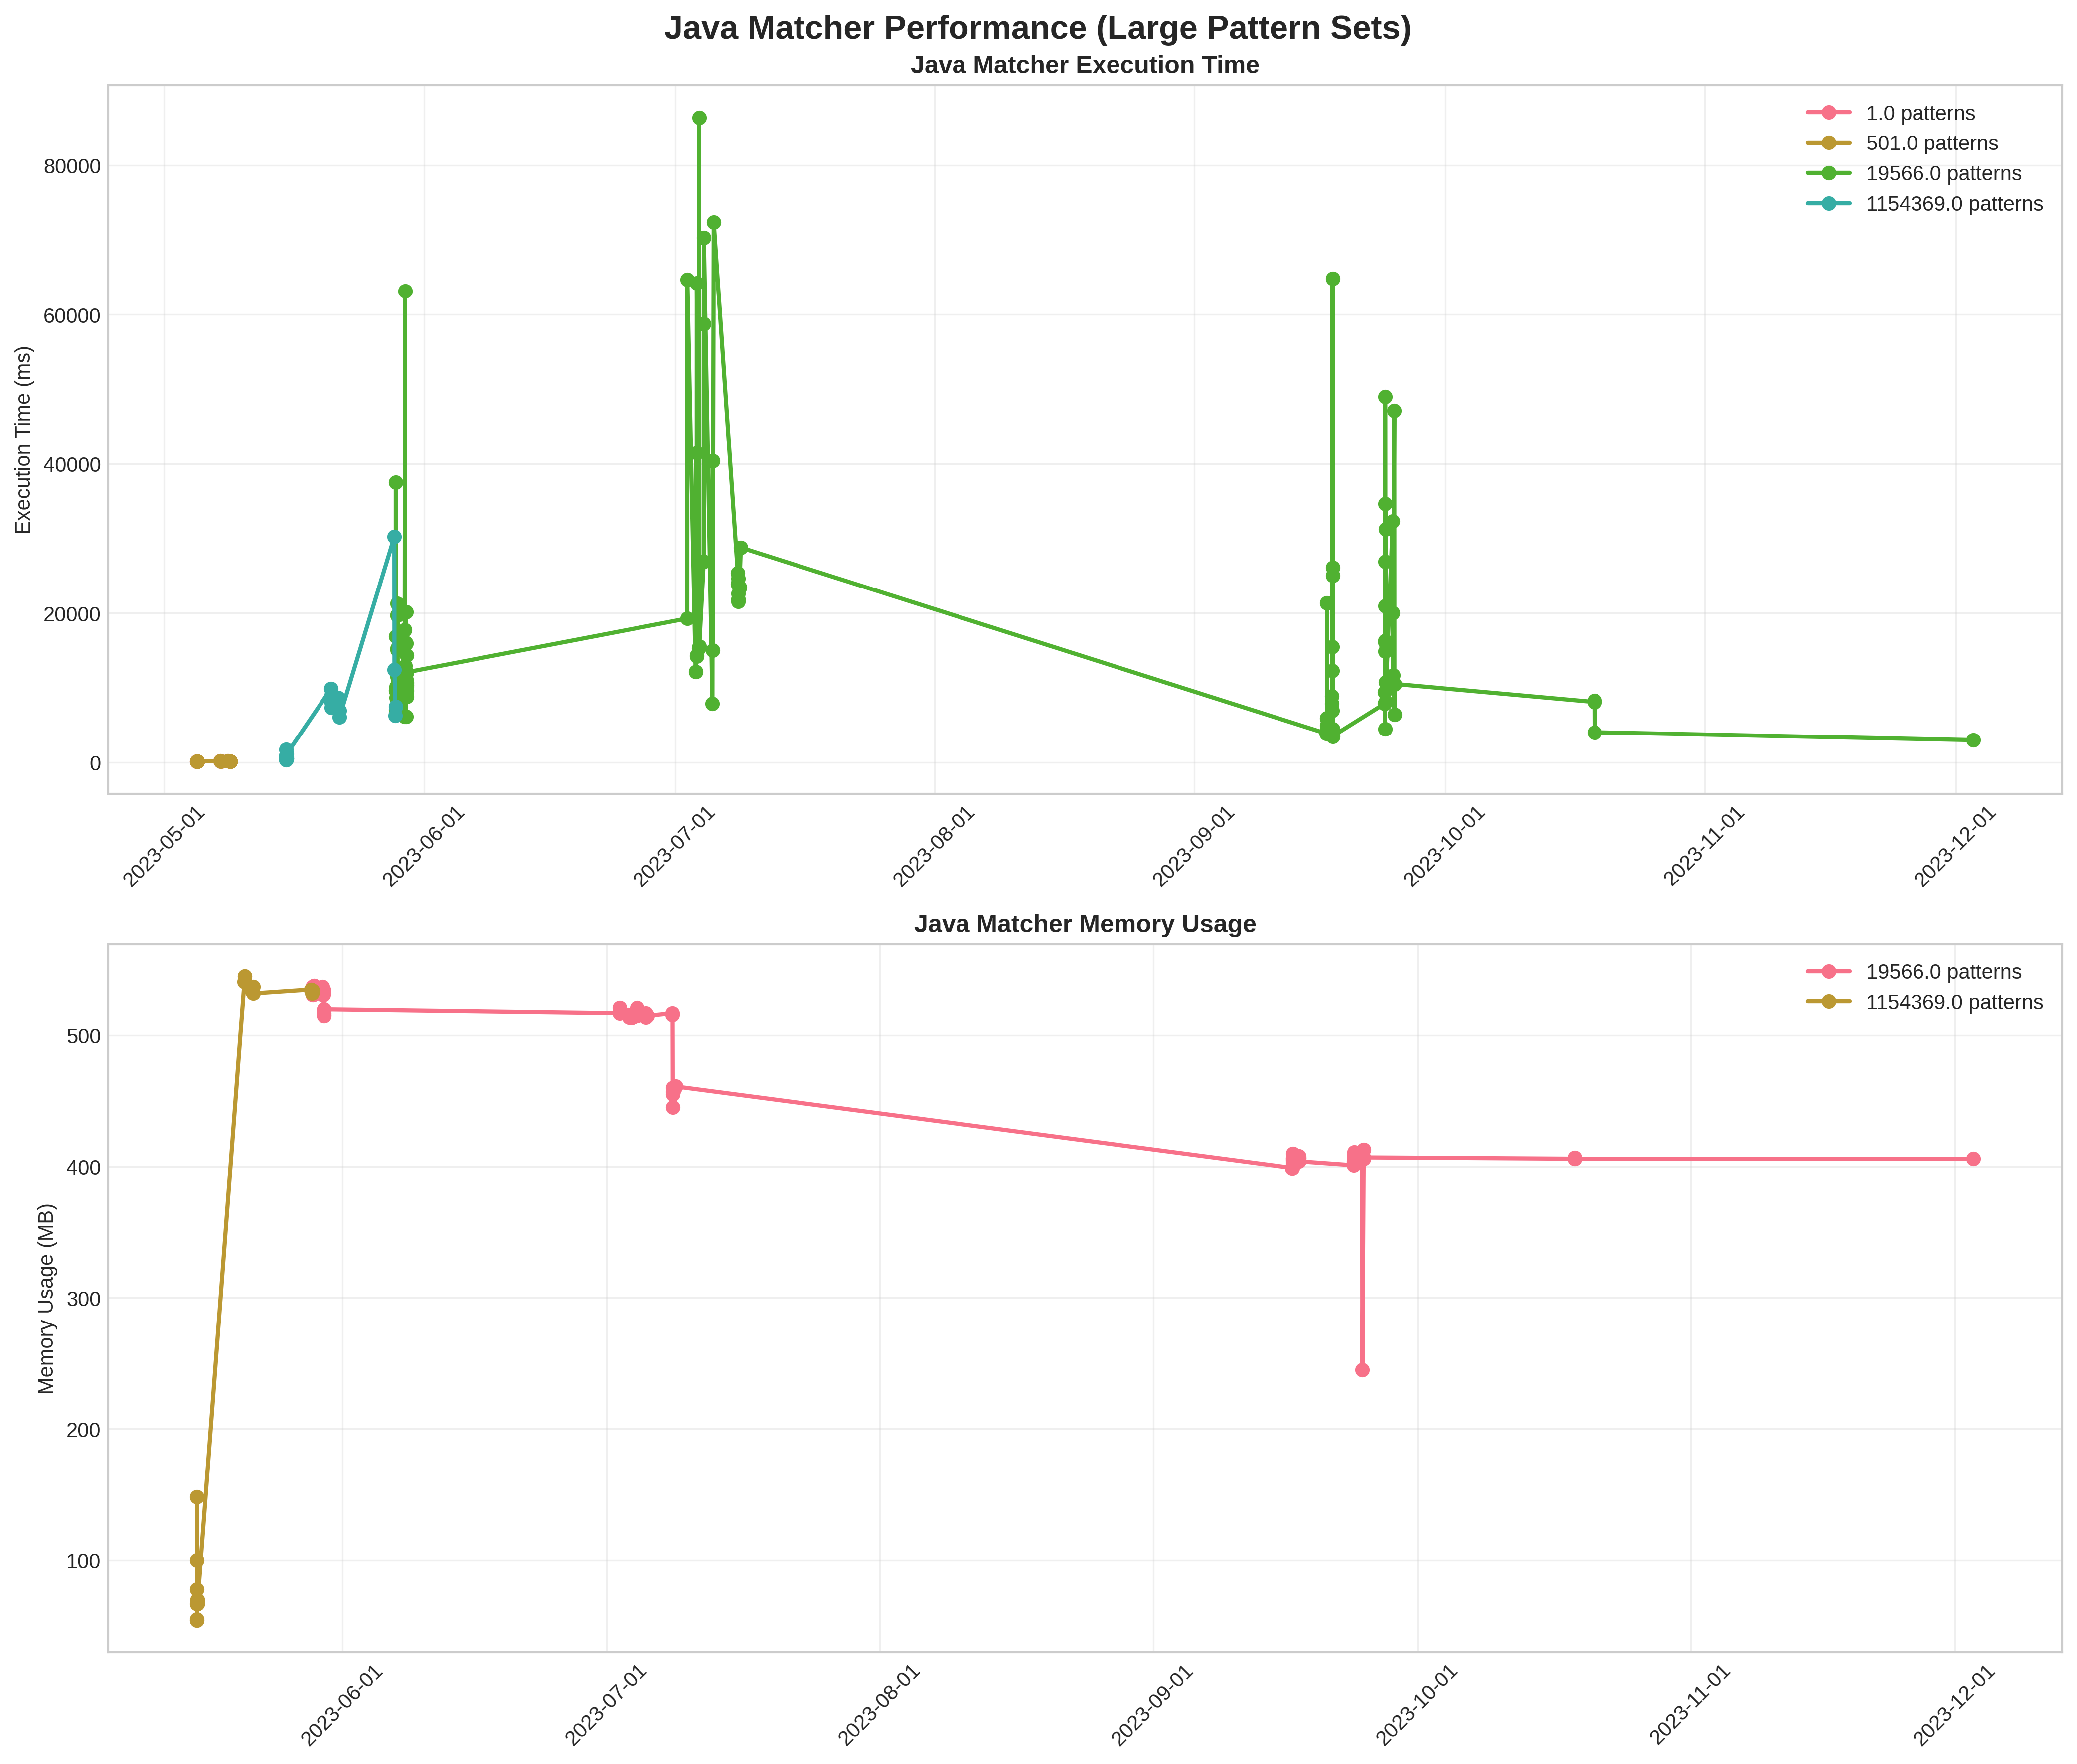 Java Matcher Performance (Large Pattern Sets)
Java Matcher Execution Time
Execution Time (ms)
80000
60000
40000
20000
0
1.0 patterns
501.0 patterns
19566.0 patterns
1154369.0 patterns
2023-05-01
2023-06-01
2023-07-01
2023-08-01
2023-09-01
2023-10-01
2023-11-01
2023-12-01
Java Matcher Memory Usage
Memory Usage (MB)
500
400
300
200
100
19566.0 patterns
1154369.0 patterns
2023-06-01
2023-07-01
2023-08-01
2023-09-01
2023-10-01
2023-11-01
2023-12-01